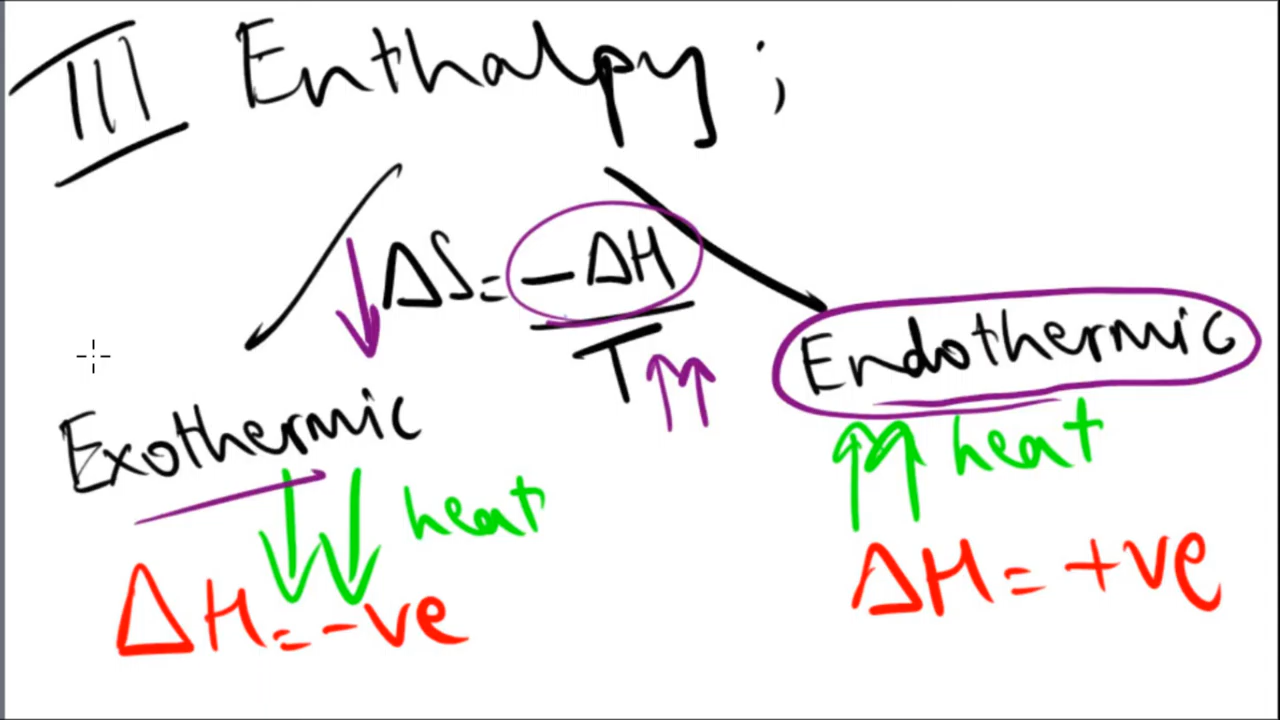 III Enthalpy;
ΔS = -ΔH
T
Endothermic
Exothermic
heat
heat
ΔH = +ve
ΔH = -ve